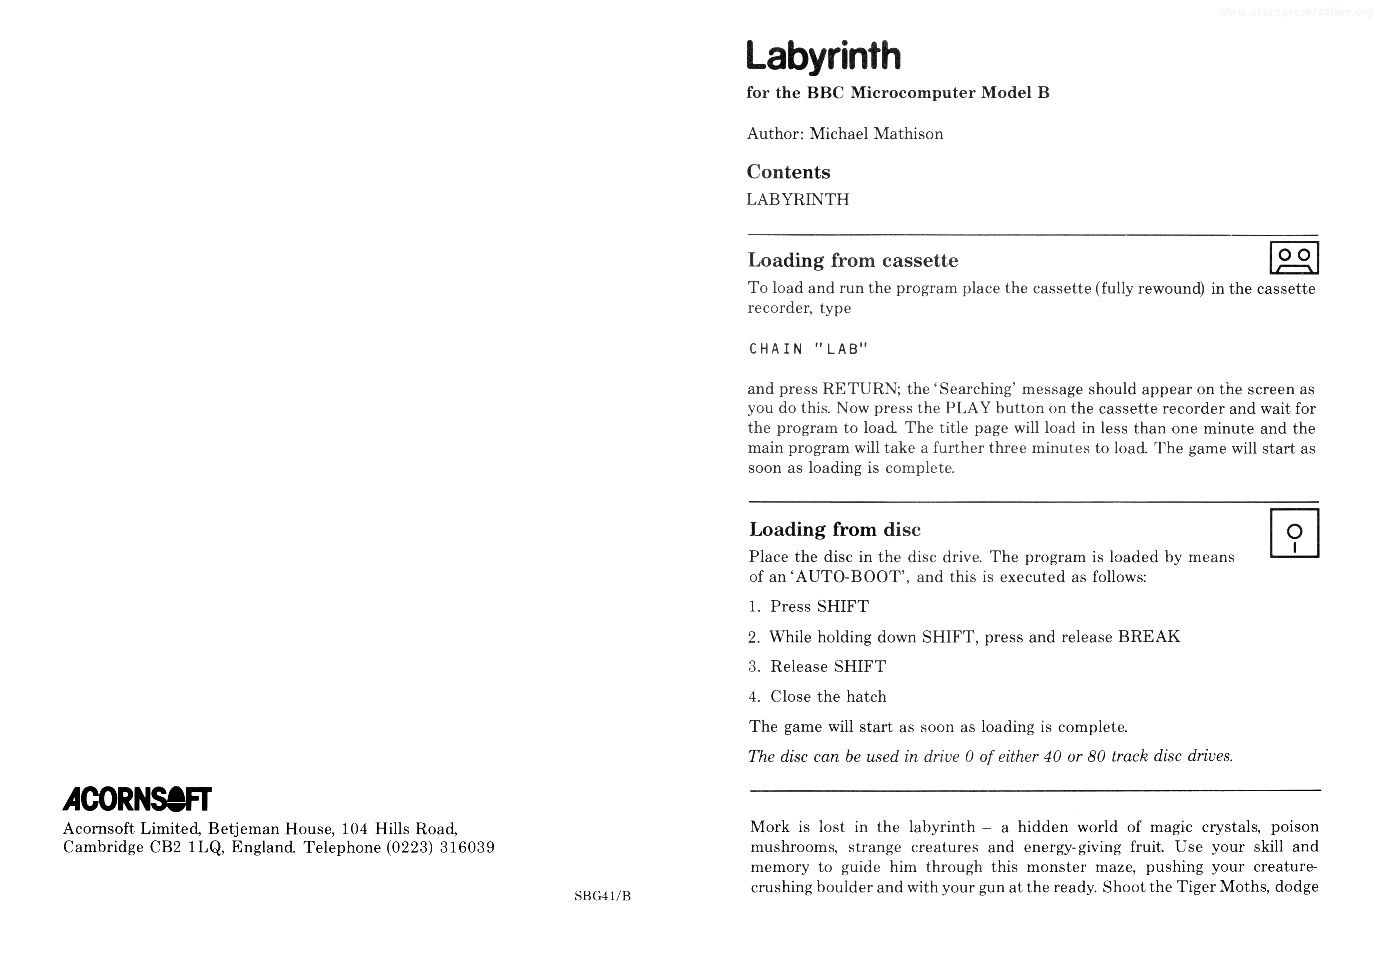 www.acornpreservation.org
ACORNSOFT
Acornsoft Limited, Betjeman House, 104 Hills Road,
Cambridge CB2 1LQ, England. Telephone (0223) 316039
SBG41/B
Labyrinth
for the BBC Microcomputer Model B
Author: Michael Mathison
Contents
LABYRINTH
Loading from cassette
To load and run the program place the cassette (fully rewound) in the cassette
recorder, type
CHAIN "LAB"
and press RETURN; the 'Searching' message should appear on the screen as
you do this. Now press the PLAY button on the cassette recorder and wait for
the program to load. The title page will load in less than one minute and the
main program will take a further three minutes to load. The game will start as
soon as loading is complete.
Loading from disc
Place the disc in the disc drive. The program is loaded by means
of an 'AUTO-BOOT', and this is executed as follows:
1. Press SHIFT
2. While holding down SHIFT, press and release BREAK
3. Release SHIFT
4. Close the hatch
The game will start as soon as loading is complete.
The disc can be used in drive 0 of either 40 or 80 track disc drives.
Mork is lost in the labyrinth – a hidden world of magic crystals, poison
mushrooms, strange creatures and energy-giving fruit. Use your skill and
memory to guide him through this monster maze, pushing your creature-
crushing boulder and with your gun at the ready. Shoot the Tiger Moths, dodge